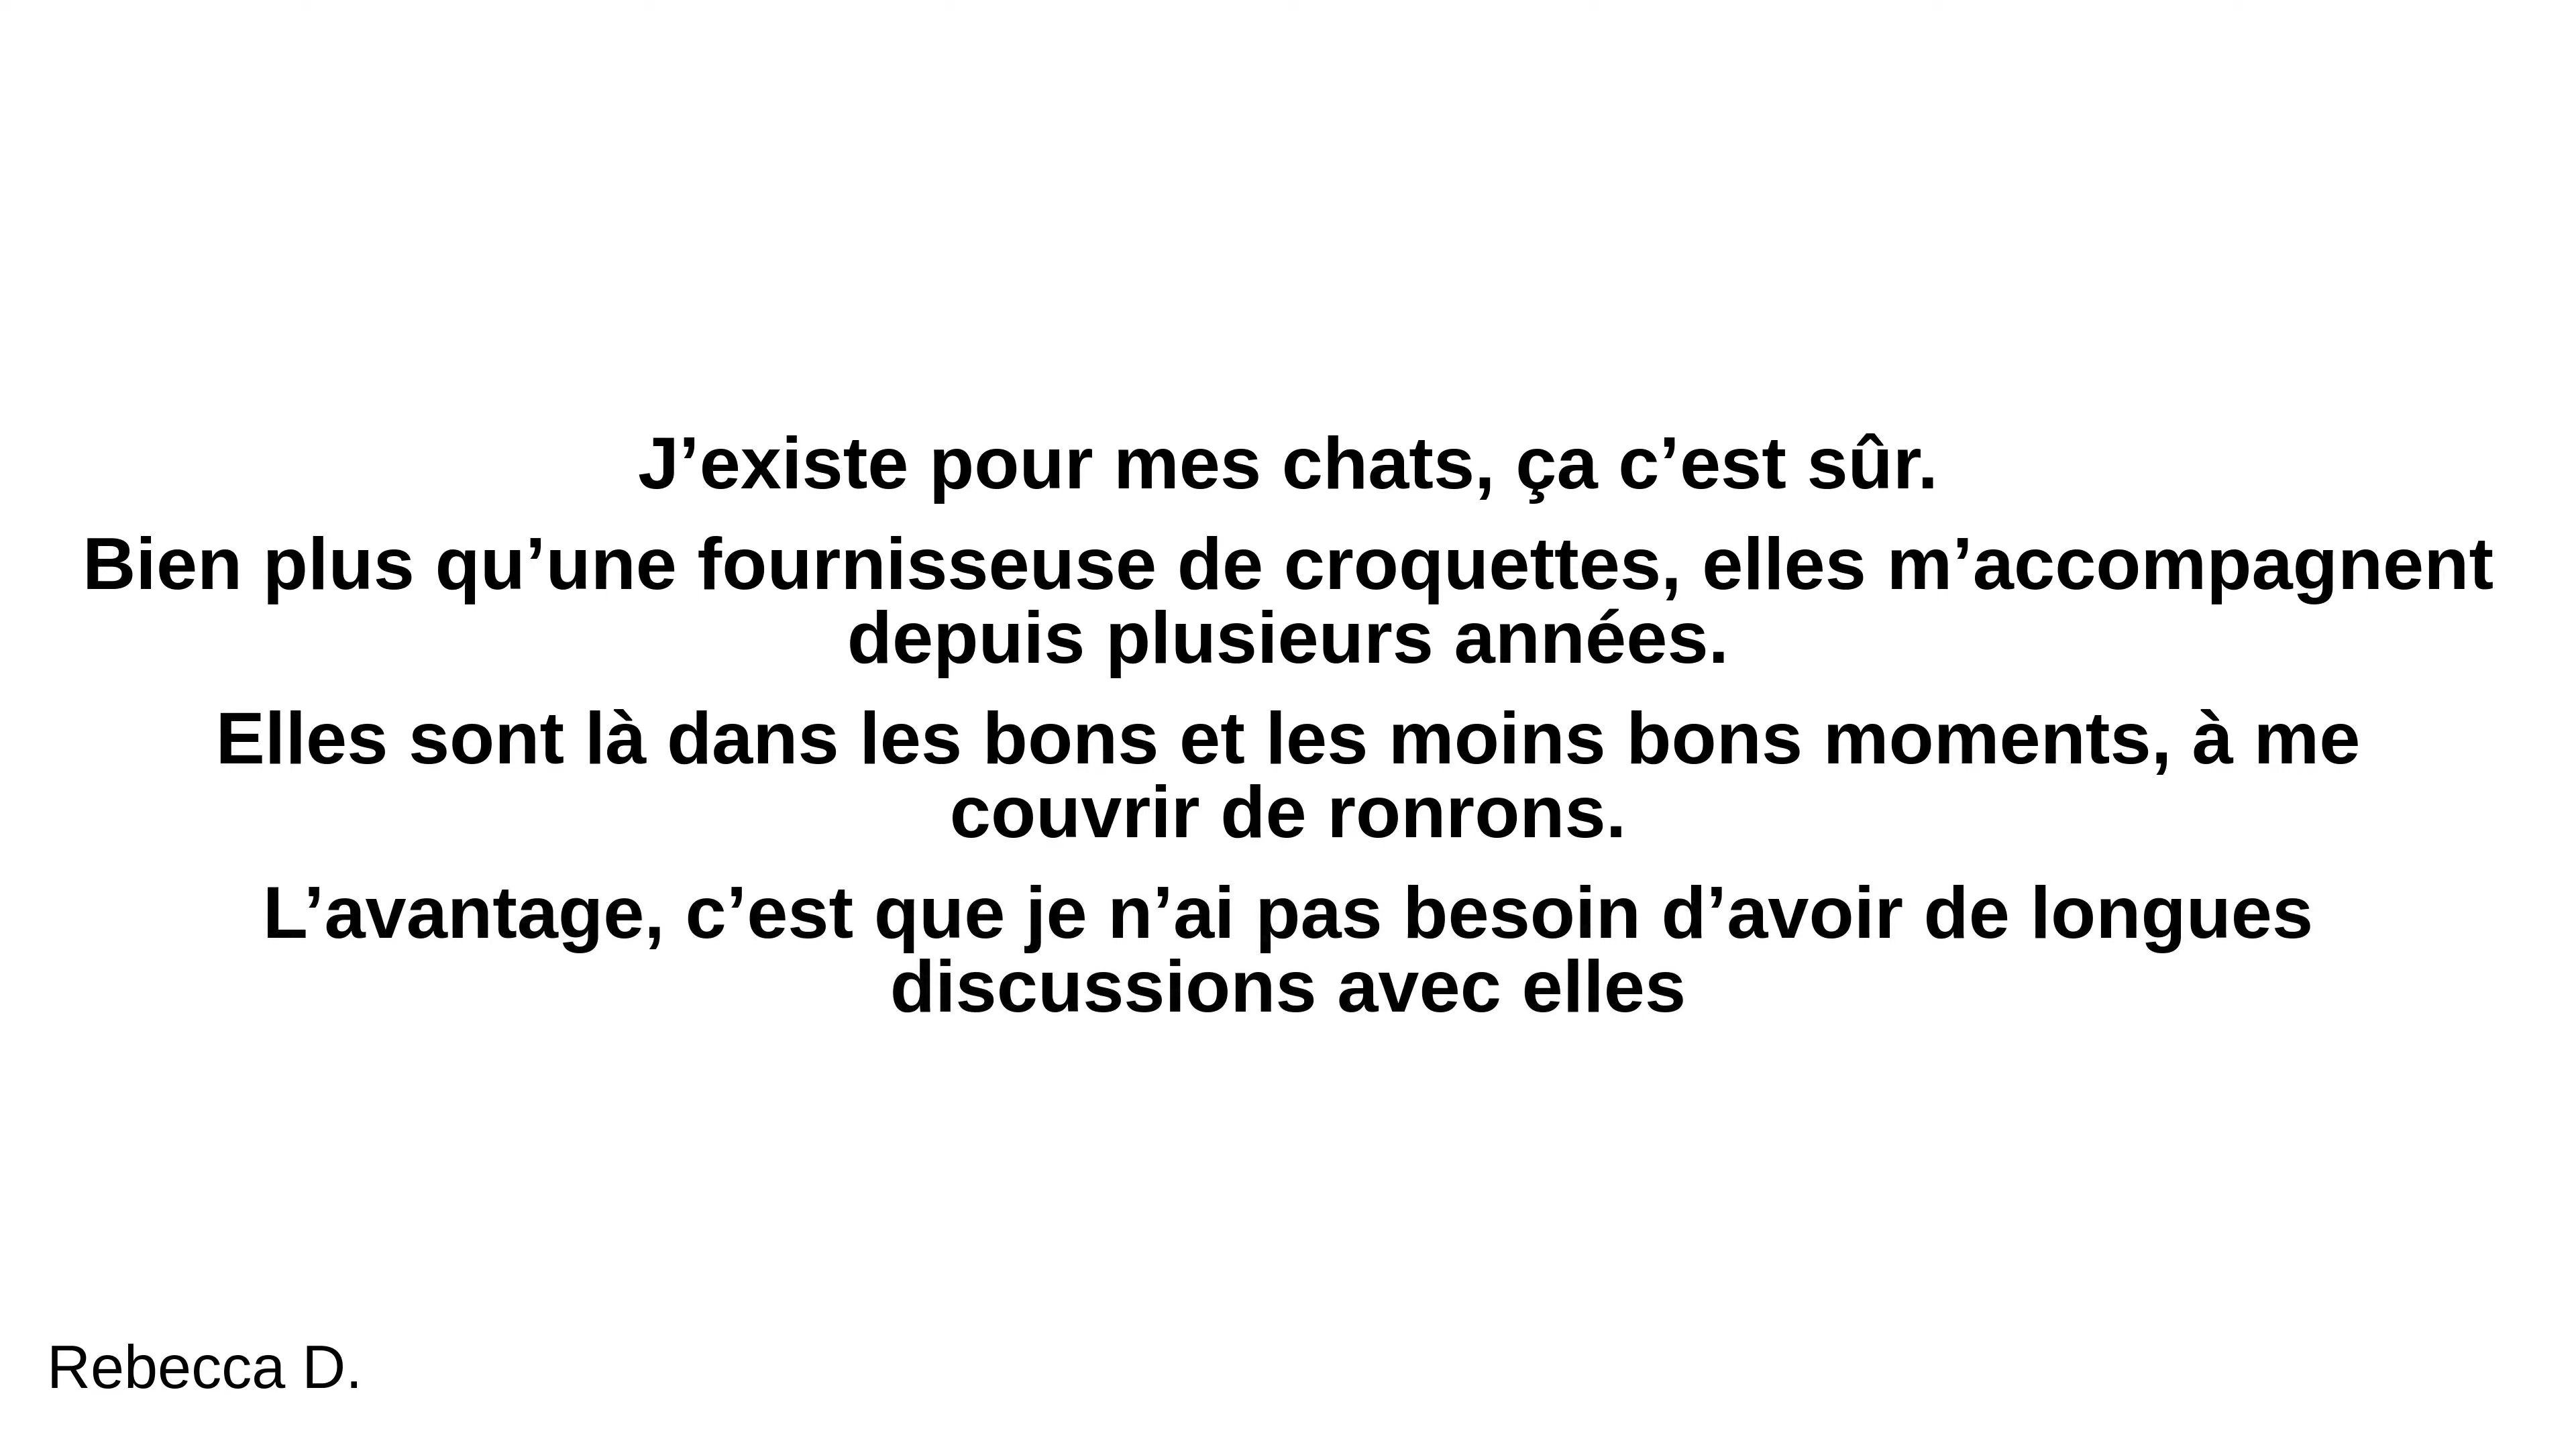 J’existe pour mes chats, ça c’est sûr.
Bien plus qu’une fournisseuse de croquettes, elles m’accompagnent
depuis plusieurs années.
Elles sont là dans les bons et les moins bons moments, à me
couvrir de ronrons.
L’avantage, c’est que je n’ai pas besoin d’avoir de longues
discussions avec elles
Rebecca D.